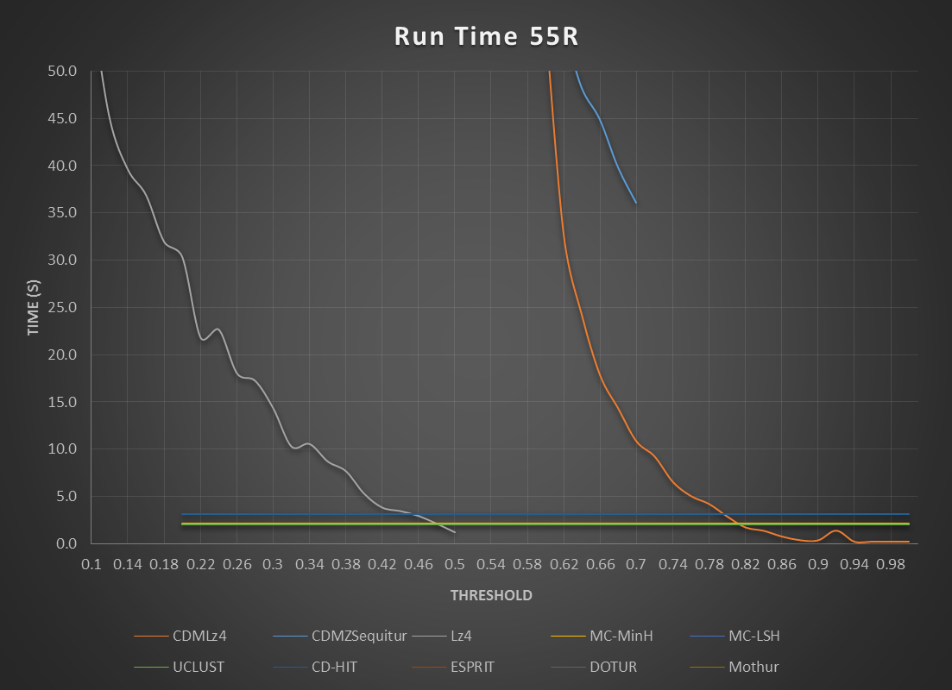 Run Time 55R
50.0
45.0
40.0
35.0
30.0
25.0
20.0
15.0
10.0
5.0
0.0
TIME (S)
0.1 0.14 0.18 0.22 0.26 0.3 0.34 0.38 0.42 0.46 0.5 0.54 0.58 0.62 0.66 0.7 0.74 0.78 0.82 0.86 0.9 0.94 0.98
THRESHOLD
CDMLz4 CDMZSequitur Lz4 MC-MinH MC-LSH
UCLUST CD-HIT ESPRIT DOTUR Mothur